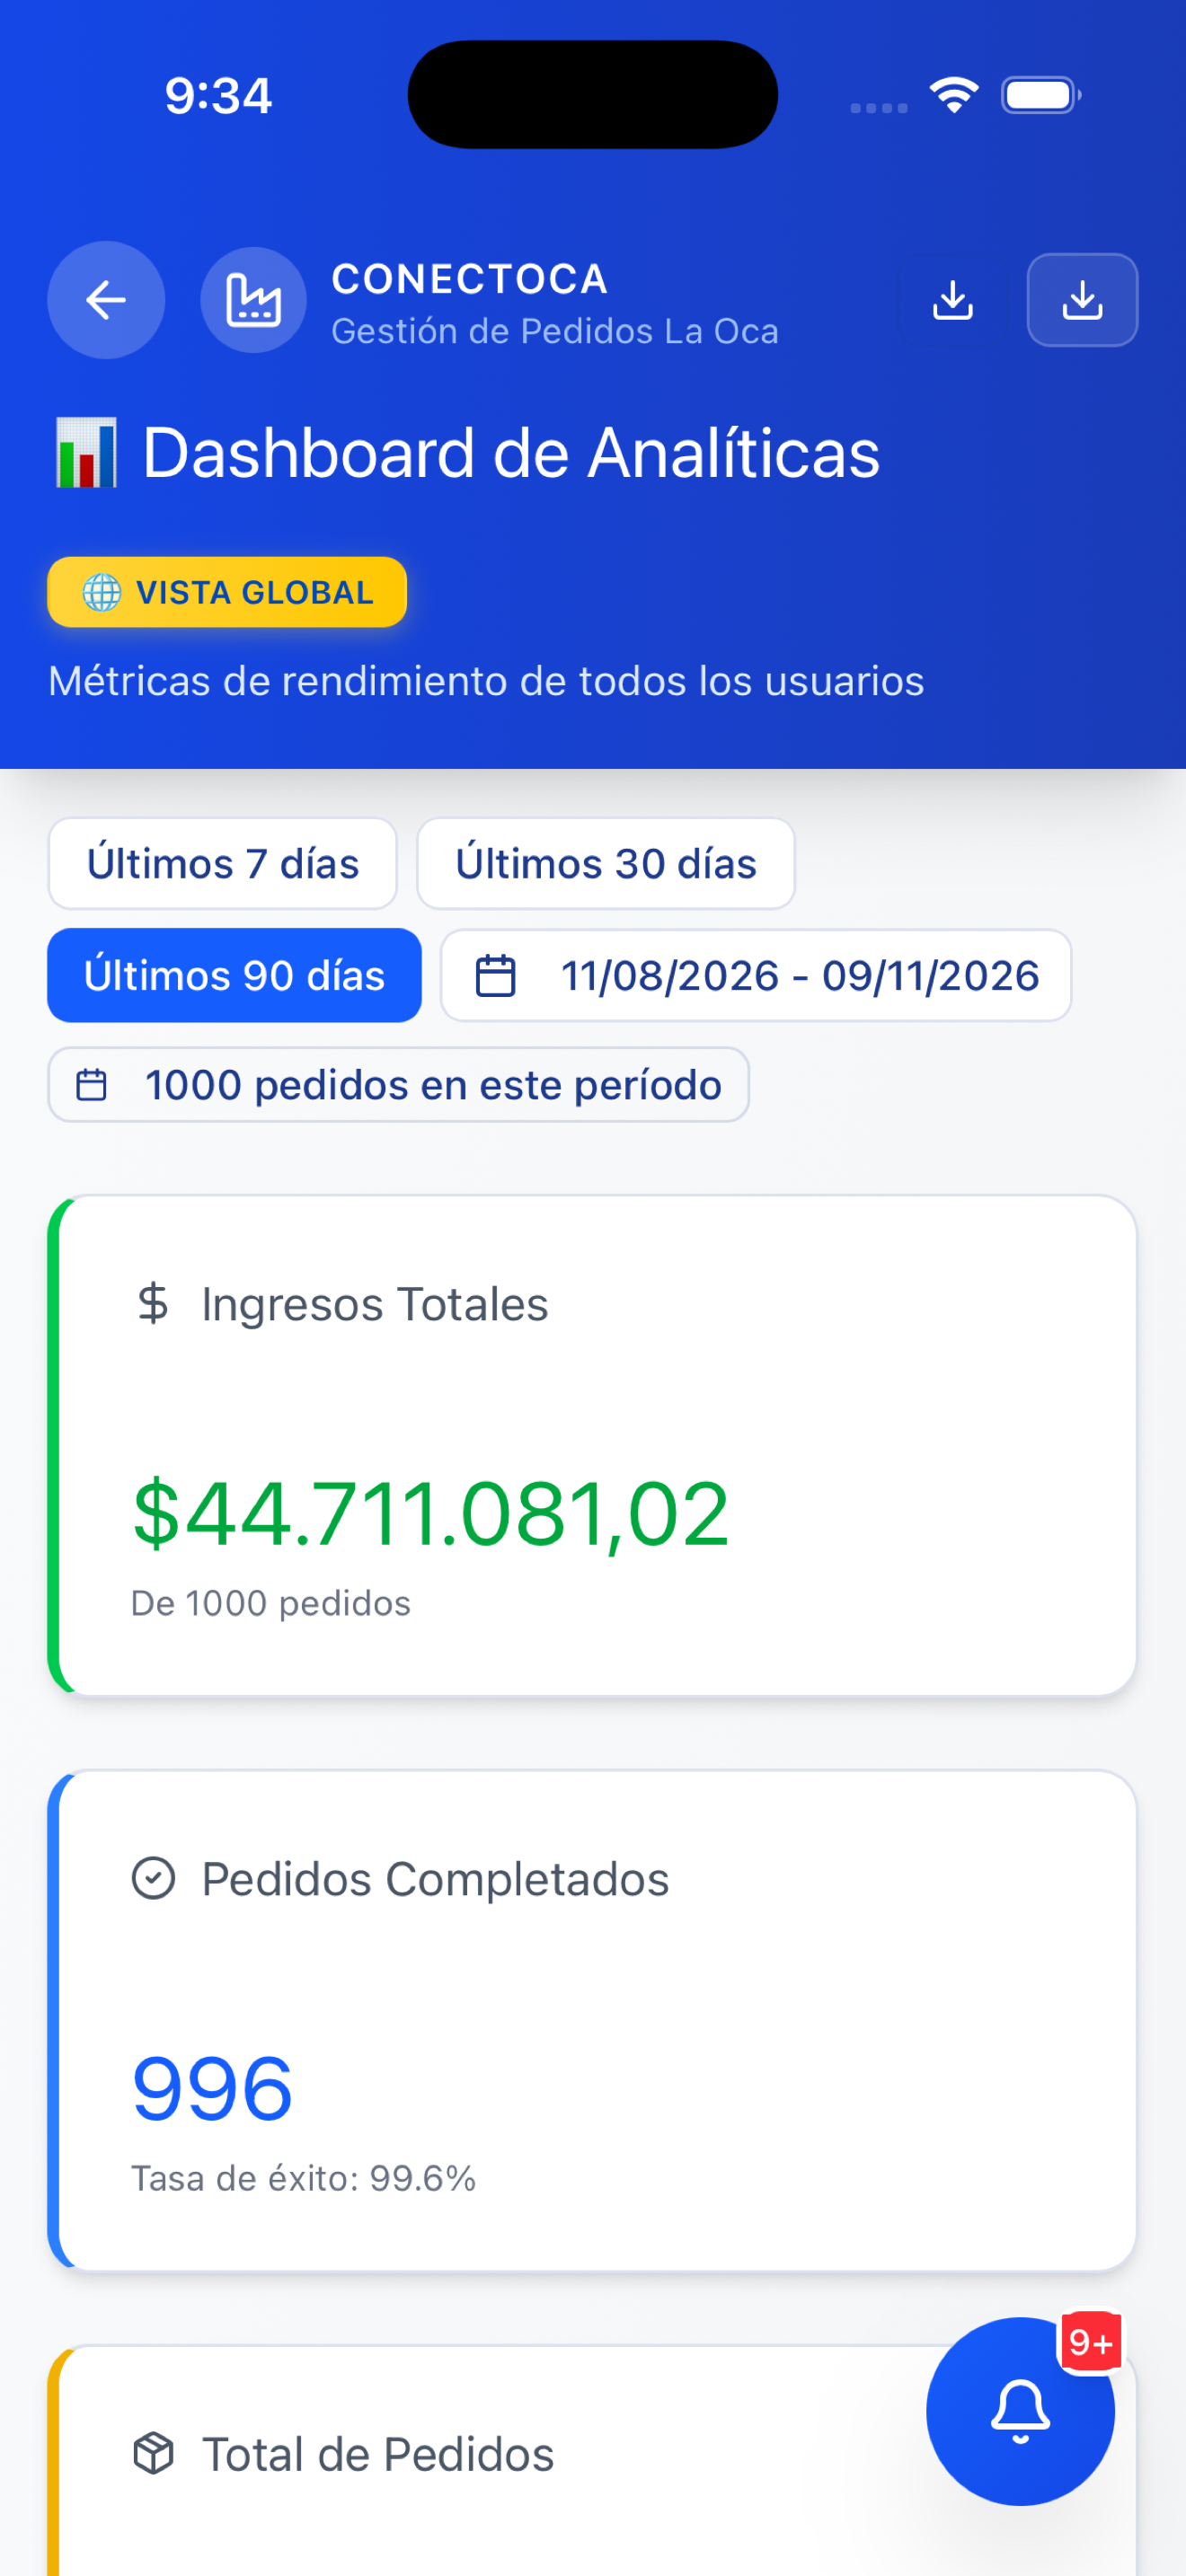 9:34
CONECTOCA
Gestión de Pedidos La Oca
Dashboard de Analíticas
VISTA GLOBAL
Métricas de rendimiento de todos los usuarios
Últimos 7 días
Últimos 30 días
Últimos 90 días
11/08/2026 - 09/11/2026
1000 pedidos en este período
Ingresos Totales
$44.711.081,02
De 1000 pedidos
Pedidos Completados
996
Tasa de éxito: 99.6%
9+
Total de Pedidos